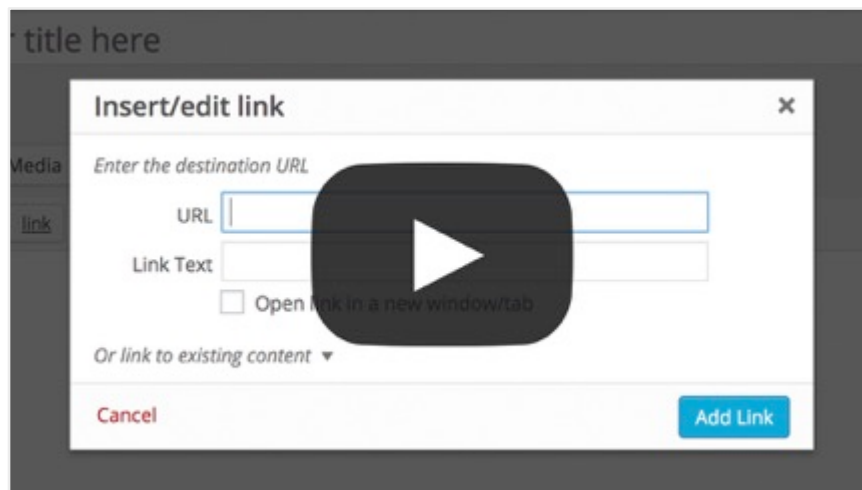 title here
Insert/edit link
Media
Enter the destination URL
link
URL
Link Text
Open link in a new window/tab
Or link to existing content
Cancel
Add Link